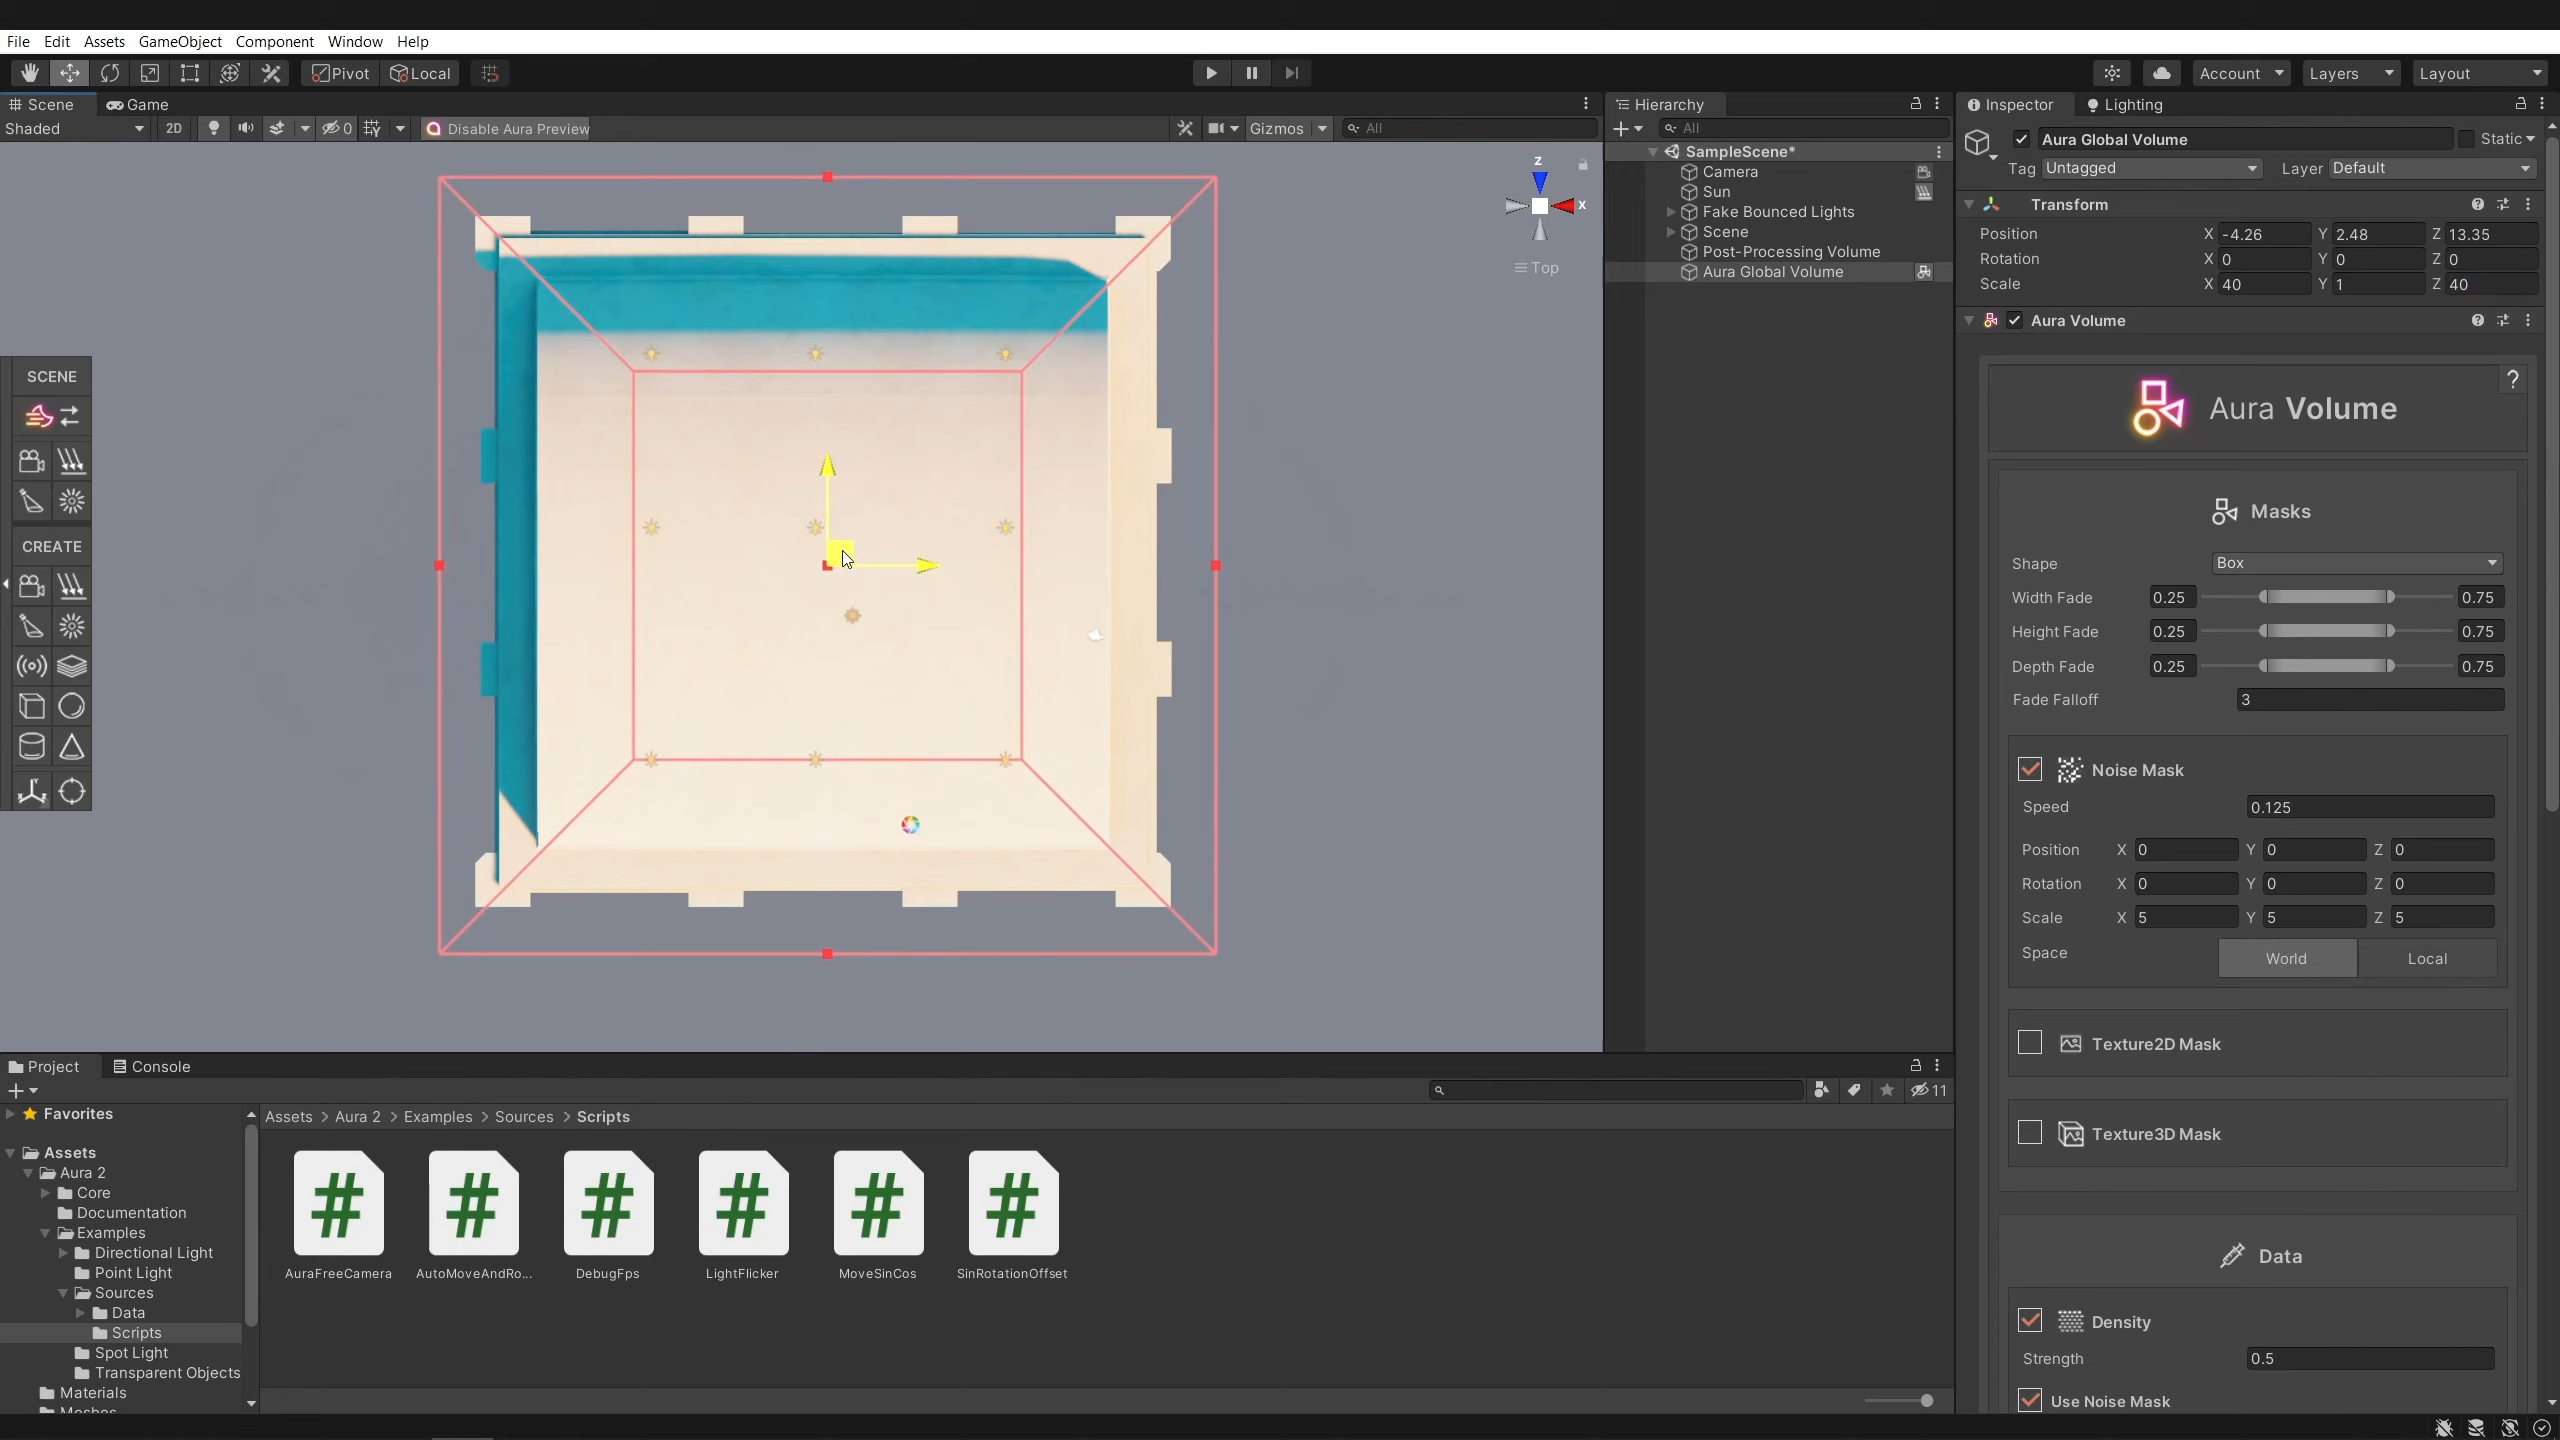 File Edit Assets GameObject Component Window Help
Pivot Local Account Layers Layout
Scene Game
Shaded 2D 0 Disable Aura Preview Gizmos All
z
x
Top
SCENE
CREATE
Hierarchy
All
SampleScene*
Camera
Sun
Fake Bounced Lights
Scene
Post-Processing Volume
Aura Global Volume
Inspector Lighting
Aura Global Volume Static
Tag Untagged Layer Default
Transform
Position X -4.26 Y 2.48 Z 13.35
Rotation X 0 Y 0 Z 0
Scale X 40 Y 1 Z 40
Aura Volume
?
Aura Volume
Masks
Shape Box
Width Fade 0.25 0.75
Height Fade 0.25 0.75
Depth Fade 0.25 0.75
Fade Falloff 3
Noise Mask
Speed 0.125
Position X 0 Y 0 Z 0
Rotation X 0 Y 0 Z 0
Scale X 5 Y 5 Z 5
Space World Local
Texture2D Mask
Texture3D Mask
Data
Density
Strength 0.5
Use Noise Mask
Project Console
11
Favorites
Assets
Aura 2
Core
Documentation
Examples
Directional Light
Point Light
Sources
Data
Scripts
Spot Light
Transparent Objects
Materials
Meshes
Assets > Aura 2 > Examples > Sources > Scripts
AuraFreeCamera AutoMoveAndRo... DebugFps LightFlicker MoveSinCos SinRotationOffset